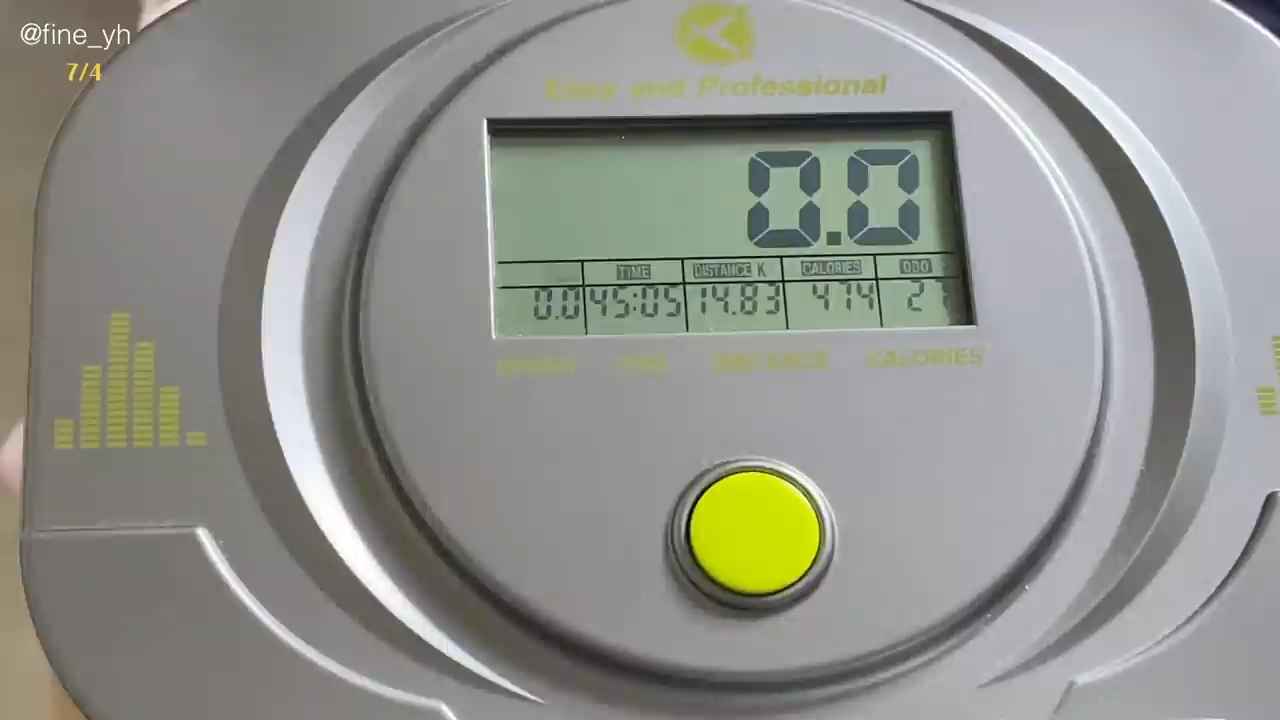 @fine_yh
7/4
Easy and Professional
0.0
TIME DISTANCE K CALORIES ODO
0.0 45:05 14.83 474
SPEED TIME DISTANCE CALORIES